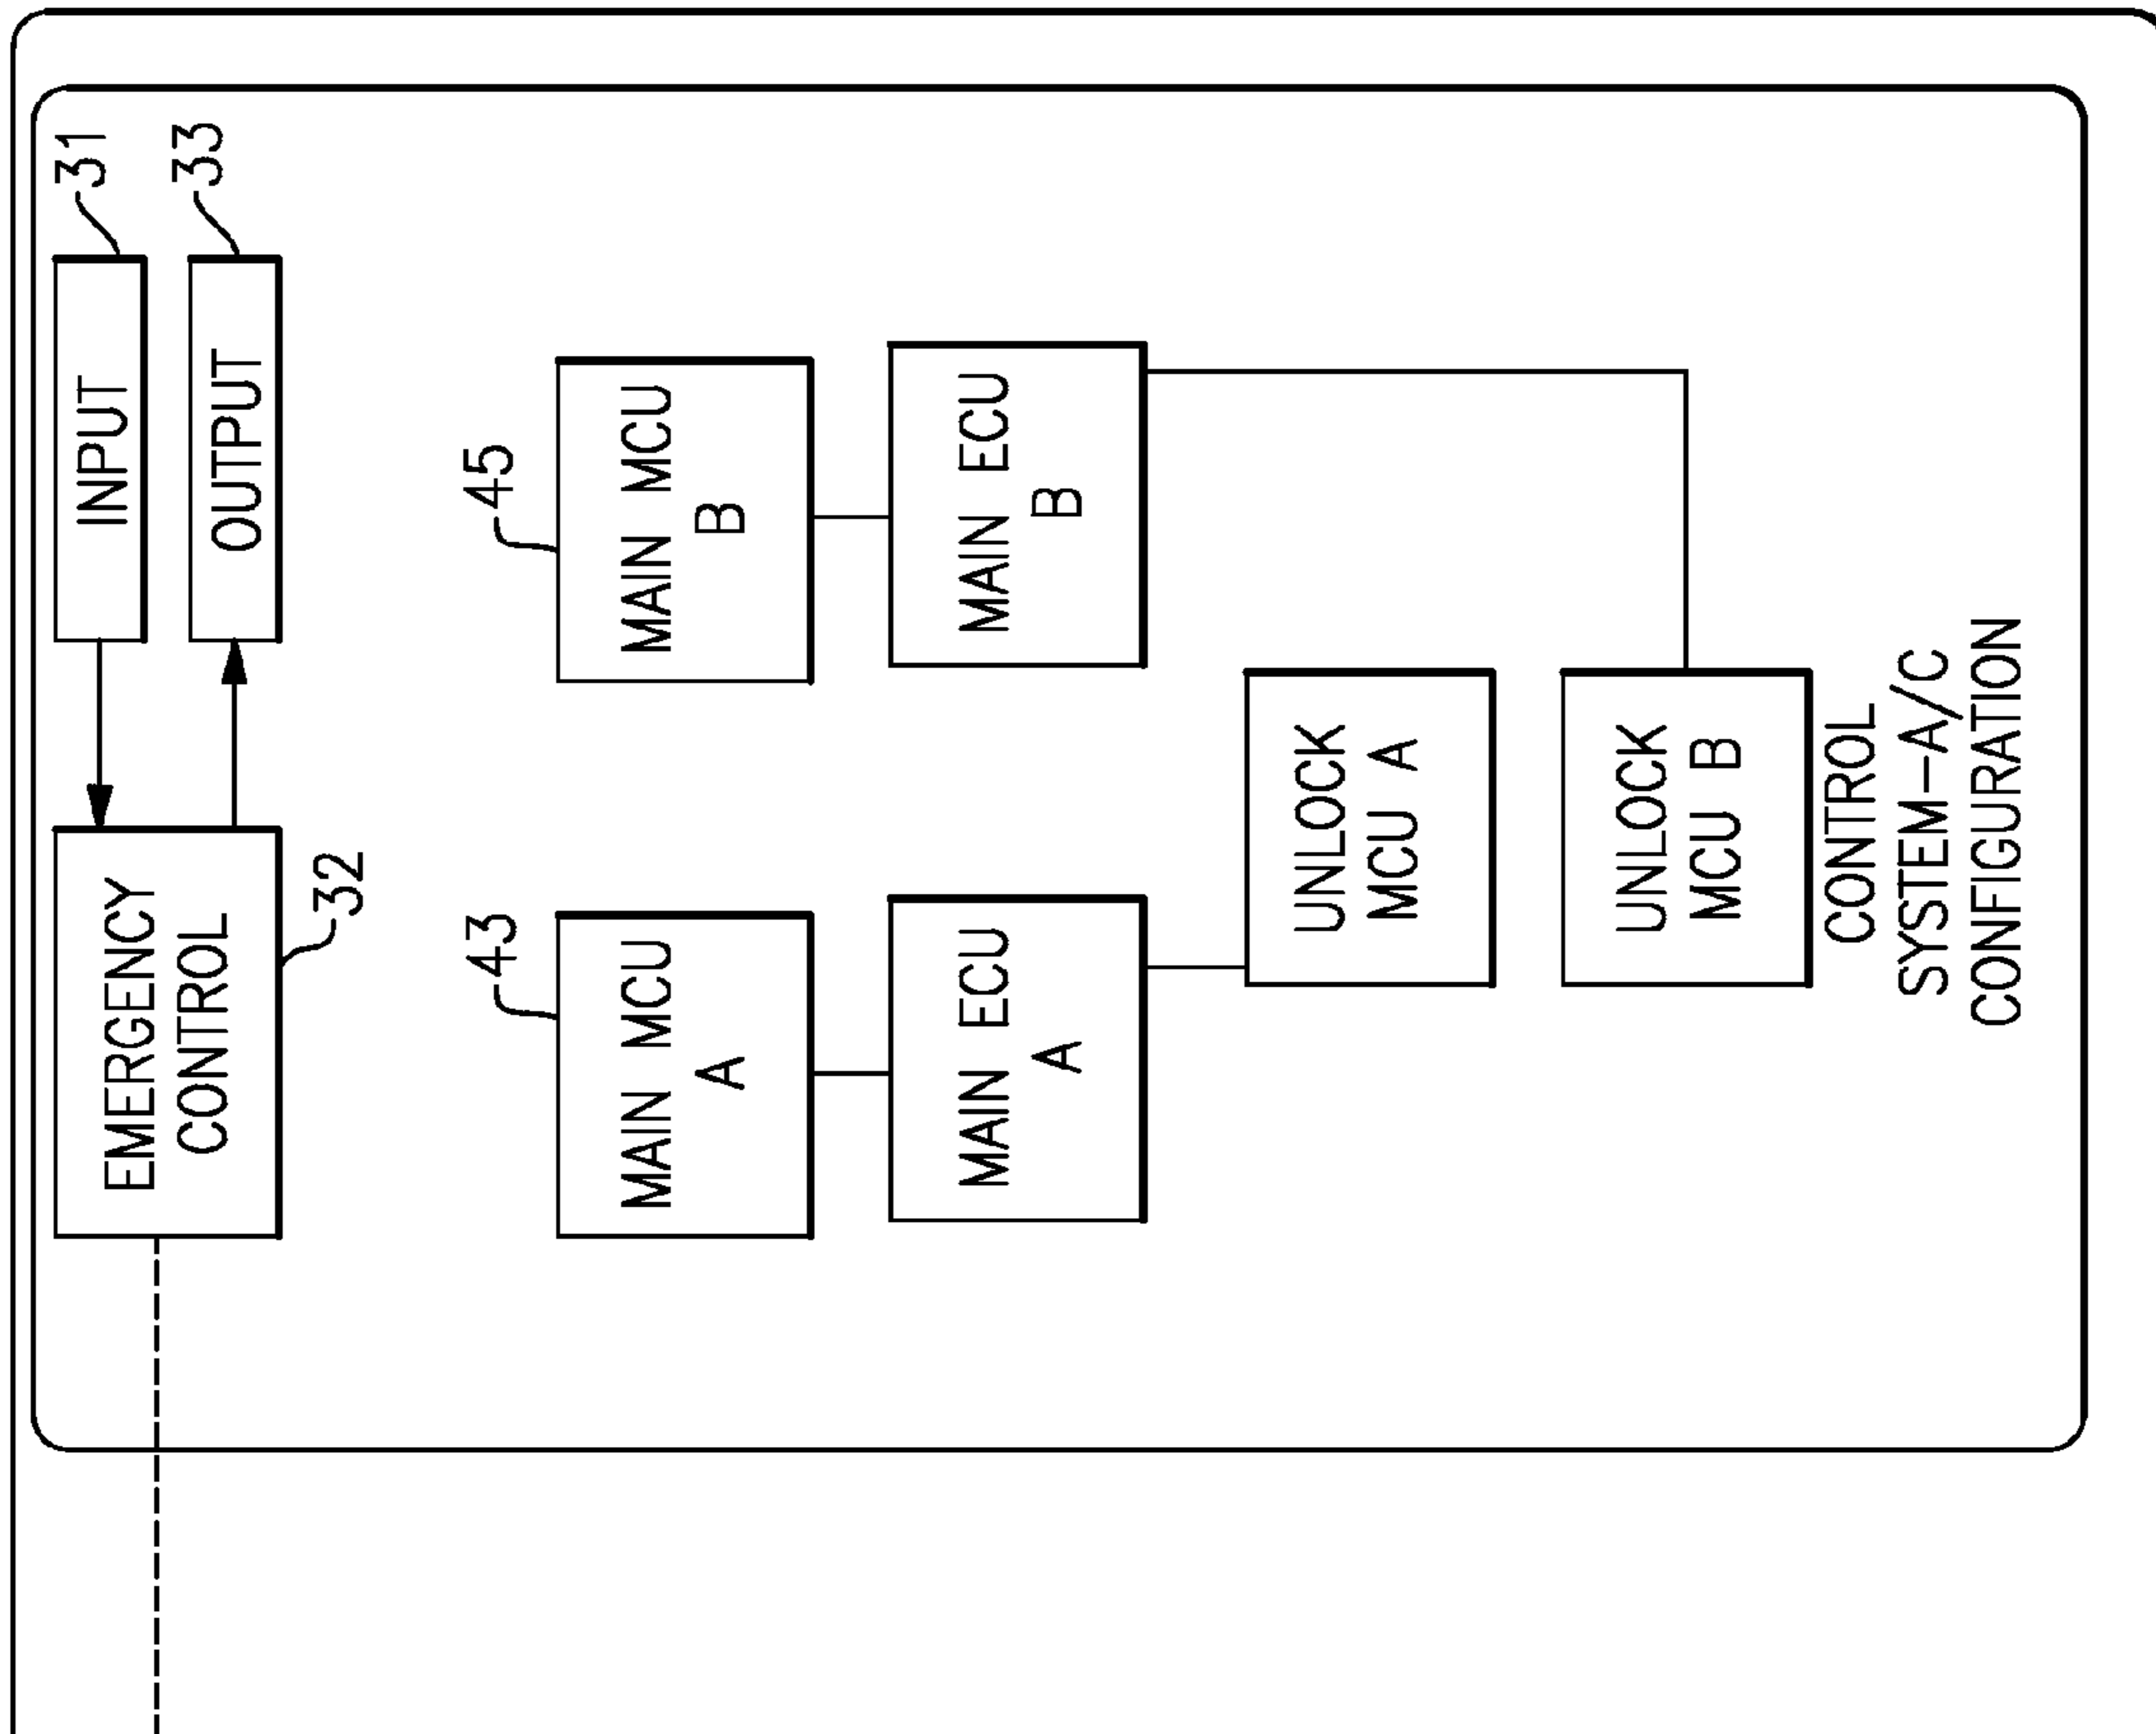 EMERGENCY
CONTROL
32
INPUT
31
OUTPUT
33
43
MAIN MCU
A
45
MAIN MCU
B
MAIN ECU
A
MAIN ECU
B
UNLOCK
MCU A
UNLOCK
MCU B
CONTROL
SYSTEM-A/C
CONFIGURATION